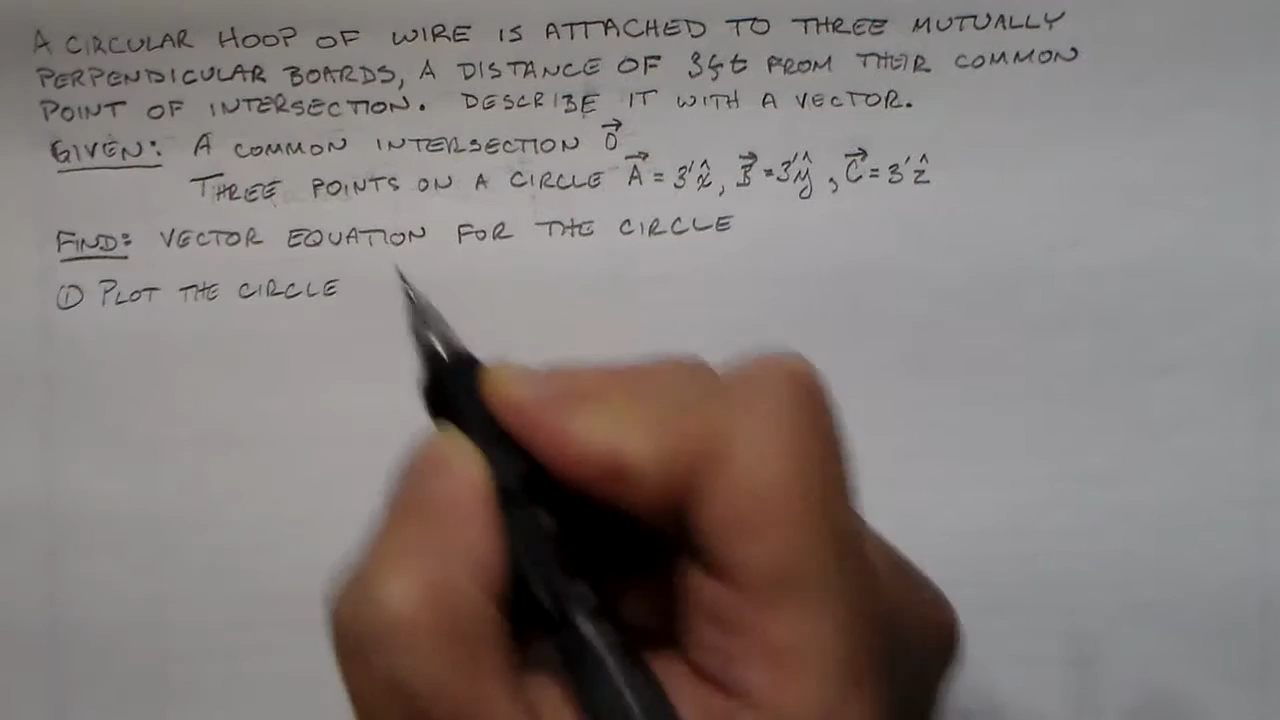 A CIRCULAR HOOP OF WIRE IS ATTACHED TO THREE MUTUALLY
PERPENDICULAR BOARDS, A DISTANCE OF 3ft FROM THEIR COMMON
POINT OF INTERSECTION. DESCRIBE IT WITH A VECTOR.
GIVEN: A COMMON INTERSECTION O⃗
THREE POINTS ON A CIRCLE A⃗ = 3'x̂, B⃗ = 3'ŷ, C⃗ = 3'ẑ
FIND: VECTOR EQUATION FOR THE CIRCLE
① PLOT THE CIRCLE